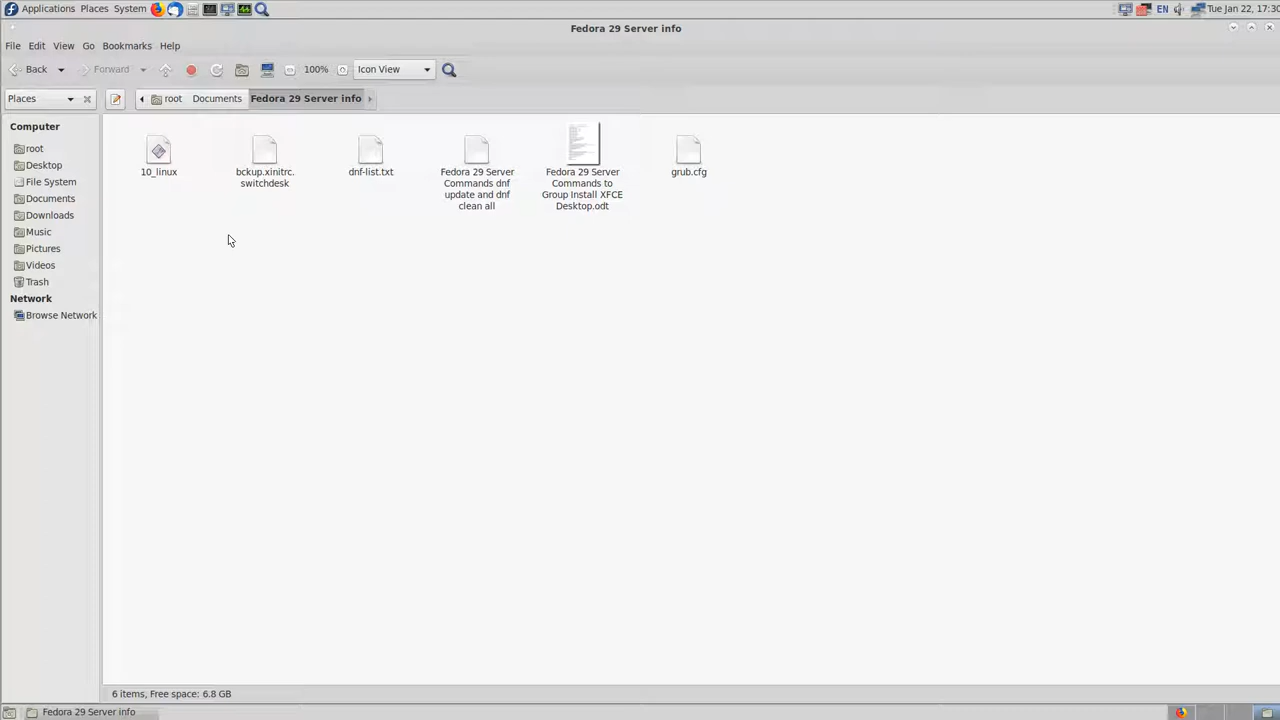 Applications Places System EN Tue Jan 22, 17:30
Fedora 29 Server info
File Edit View Go Bookmarks Help
Back Forward 100% Icon View
Places root Documents Fedora 29 Server info
Computer
root
Desktop
File System
Documents
Downloads
Music
Pictures
Videos
Trash
Network
Browse Network
10_linux
bckup.xinitrc.
switchdesk
dnf-list.txt
Fedora 29 Server
Commands dnf
update and dnf
clean all
Fedora 29 Server
Commands to
Group Install XFCE
Desktop.odt
grub.cfg
6 items, Free space: 6.8 GB
Fedora 29 Server info